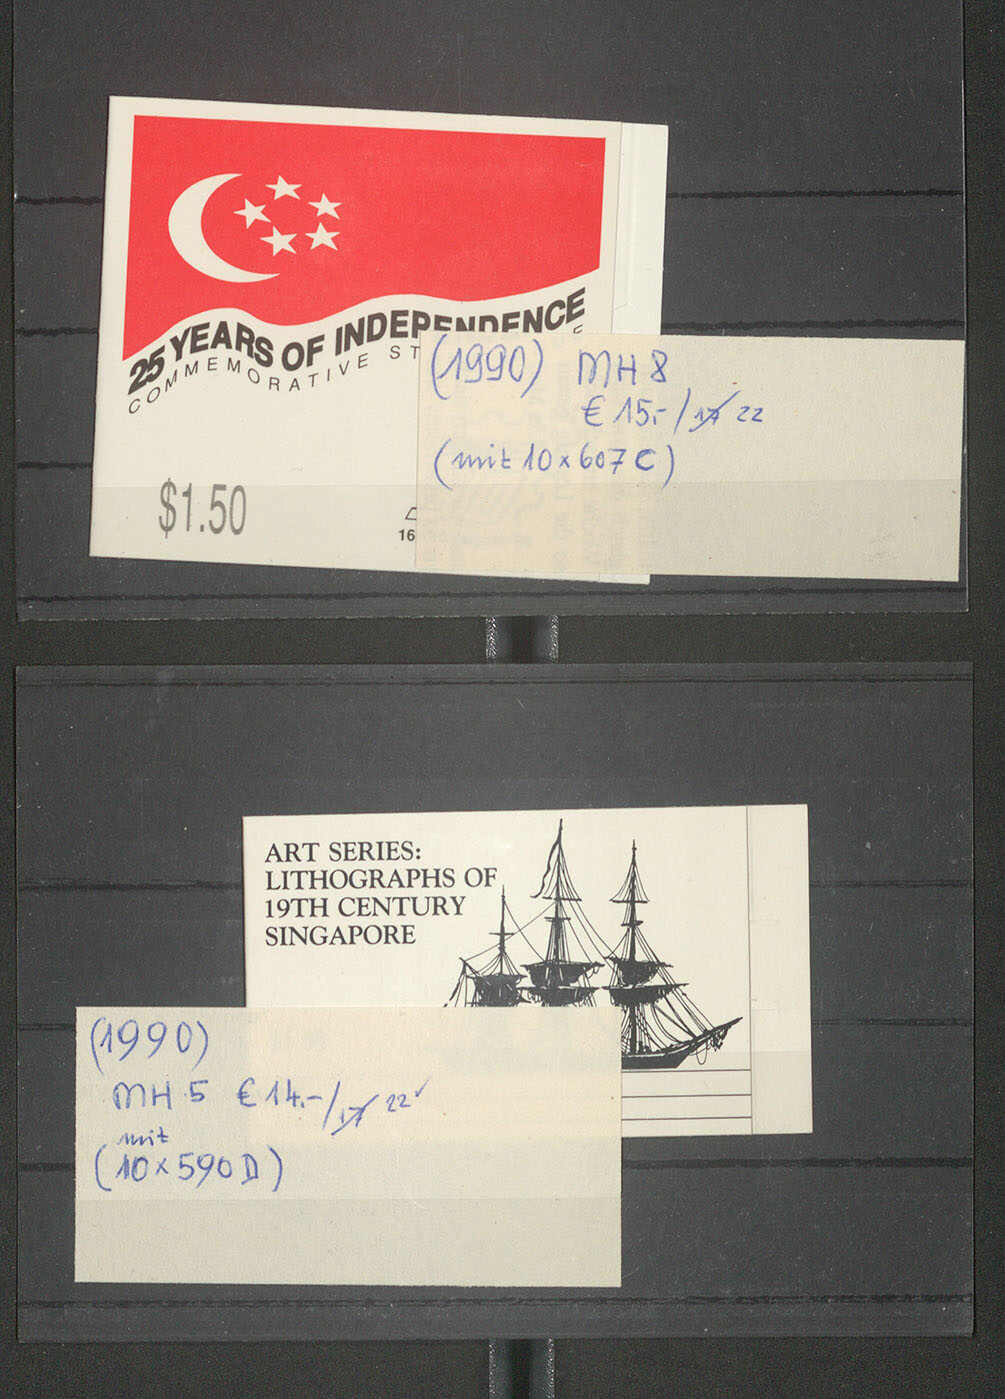 25 YEARS OF INDEPENDENCE
COMMEMORATIVE ST
$1.50
16
(1990) MH 8
€ 15.-/17 22
(mit 10 x 607 C)
ART SERIES:
LITHOGRAPHS OF
19TH CENTURY
SINGAPORE
(1990)
MH 5 € 14.-/17 22
mit
(10 x 590 D)